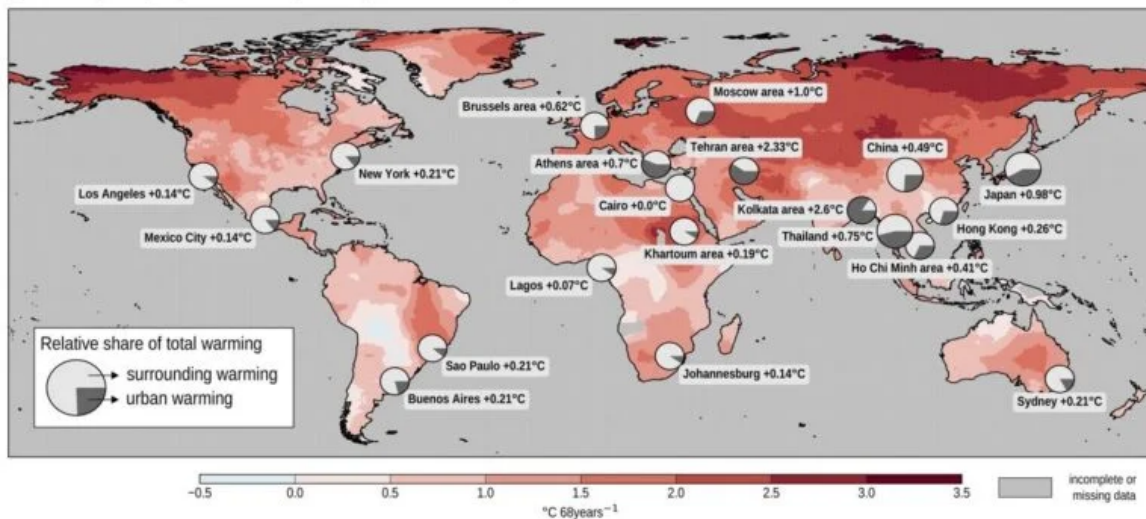 Brussels area +0.62°C
Moscow area +1.0°C
Athens area +0.7°C
Tehran area +2.33°C
China +0.49°C
Los Angeles +0.14°C
New York +0.21°C
Cairo +0.0°C
Kolkata area +2.6°C
Japan +0.98°C
Mexico City +0.14°C
Khartoum area +0.19°C
Thailand +0.75°C
Hong Kong +0.26°C
Lagos +0.07°C
Ho Chi Minh area +0.41°C
Relative share of total warming
surrounding warming
urban warming
Sao Paulo +0.21°C
Buenos Aires +0.21°C
Johannesburg +0.14°C
Sydney +0.21°C
−0.5 0.0 0.5 1.0 1.5 2.0 2.5 3.0 3.5
°C 68years⁻¹
incomplete or
missing data